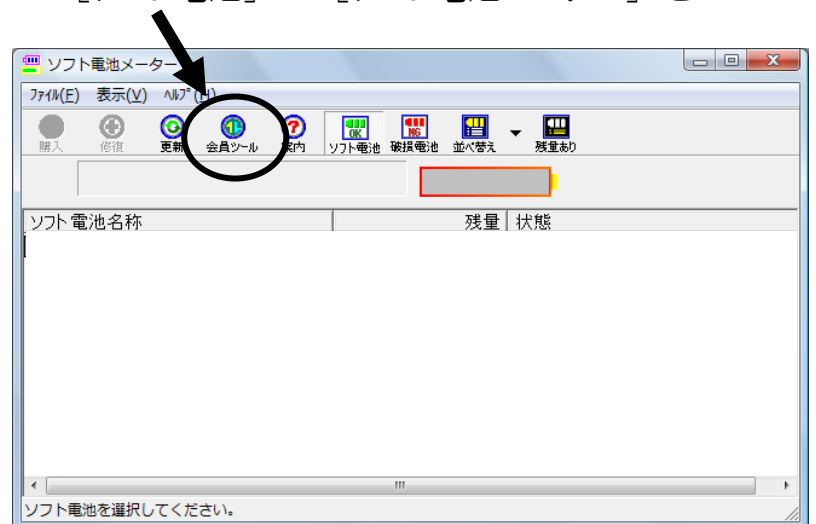 ソフト電池メーター
ﾌｧｲﾙ(F) 表示(V) ﾍﾙﾌﾟ(H)
購入 修復 更新 会員ツール 案内 ソフト電池 破損電池 並べ替え 残量あり
OK NG
ソフト電池名称 残量 状態
ソフト電池を選択してください。